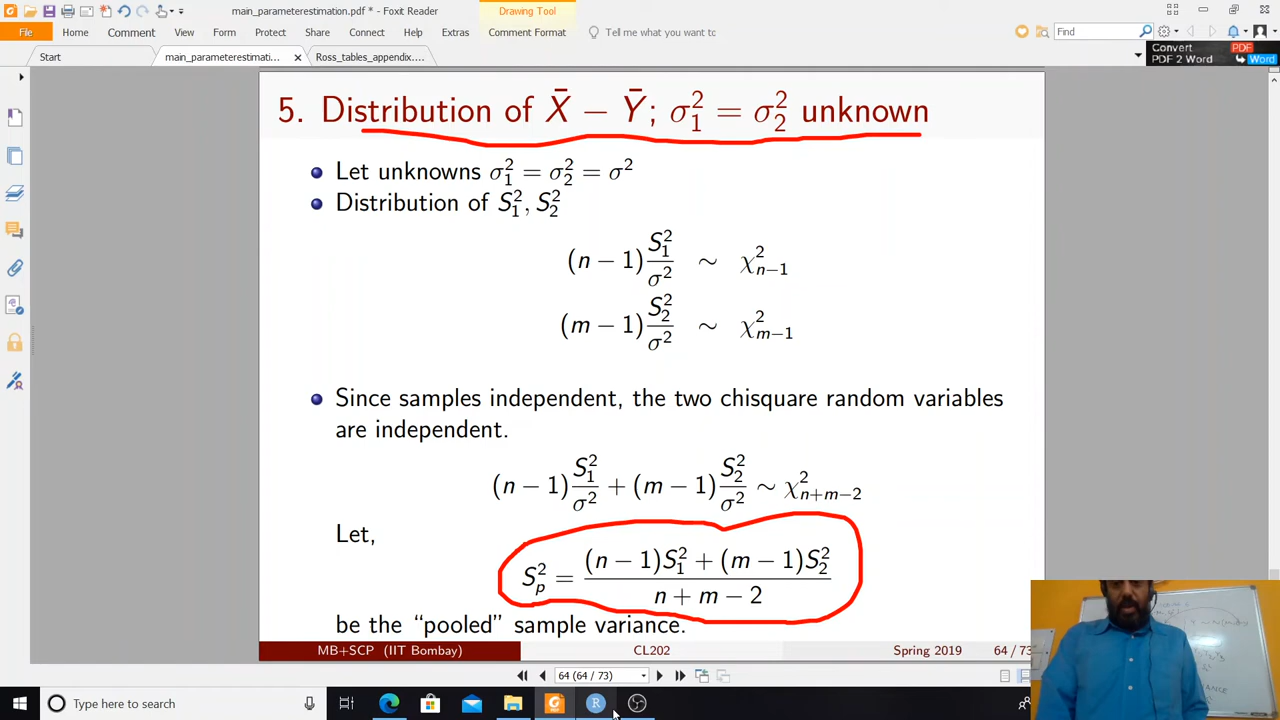 main_parameterestimation.pdf * - Foxit Reader
Drawing Tool
File Home Comment View Form Protect Share Connect Help Extras Comment Format Tell me what you want to Find
Start main_parameterestimati... Ross_tables_appendix.... Convert PDF
PDF 2 Word Word
5. Distribution of X̄ − Ȳ; σ₁² = σ₂² unknown
Let unknowns σ₁² = σ₂² = σ²
Distribution of S₁², S₂²
(n − 1) S₁²/σ² ∼ χ²ₙ₋₁
(m − 1) S₂²/σ² ∼ χ²ₘ₋₁
Since samples independent, the two chisquare random variables
are independent.
(n − 1) S₁²/σ² + (m − 1) S₂²/σ² ∼ χ²ₙ₊ₘ₋₂
Let,
Sₚ² = (n − 1)S₁² + (m − 1)S₂² / n + m − 2
be the “pooled” sample variance.
MB+SCP (IIT Bombay) CL202 Spring 2019 64 / 73
64 (64 / 73)
Type here to search